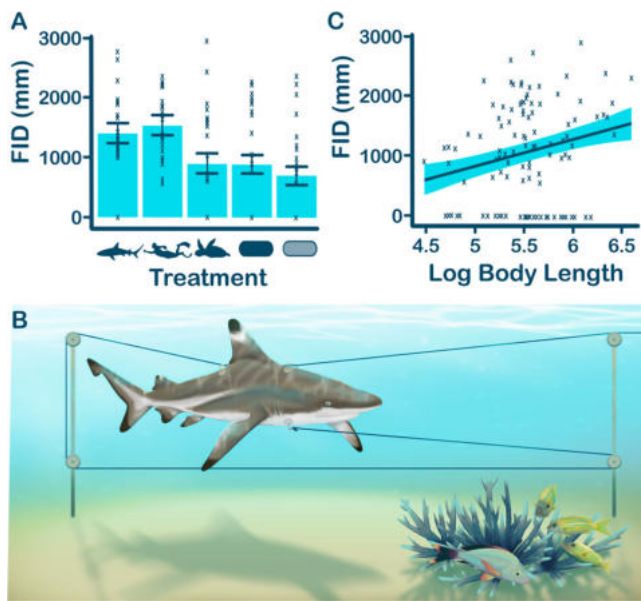 A
FID (mm)
3000
2000
1000
0
Treatment
C
FID (mm)
3000
2000
1000
0
4.5 5 5.5 6 6.5
Log Body Length
B